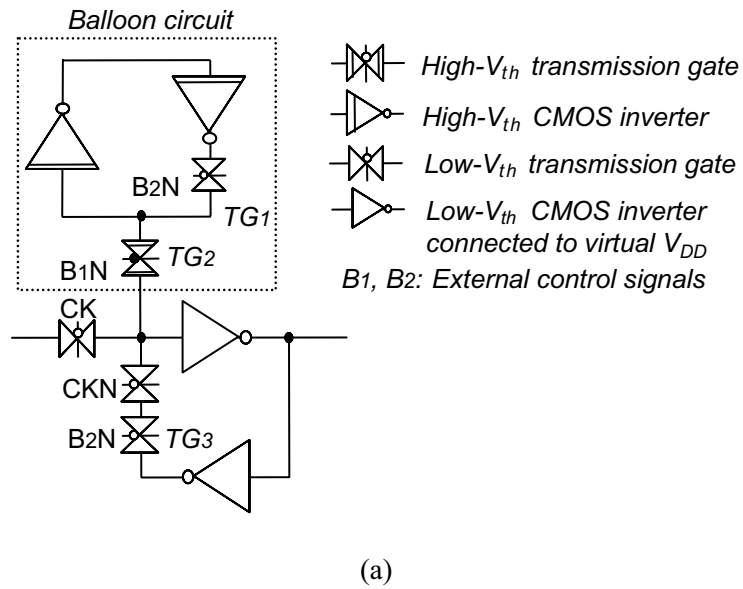 Balloon circuit
High-Vth transmission gate
High-Vth CMOS inverter
Low-Vth transmission gate
Low-Vth CMOS inverter
connected to virtual VDD
B1, B2: External control signals
B2N
TG1
B1N
TG2
CK
CKN
B2N
TG3
(a)